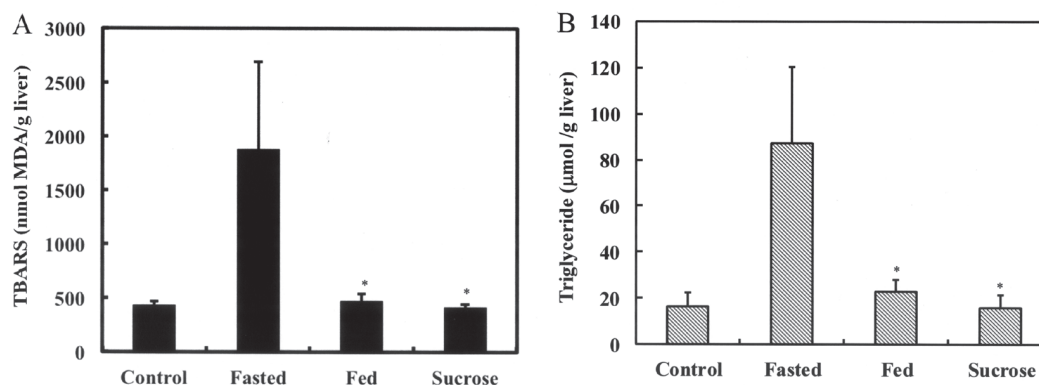 A
TBARS (nmol MDA/g liver)
3000
2500
2000
1500
1000
500
0
*
*
Control
Fasted
Fed
Sucrose
B
Triglyceride (μmol /g liver)
140
120
100
80
60
40
20
0
*
*
Control
Fasted
Fed
Sucrose